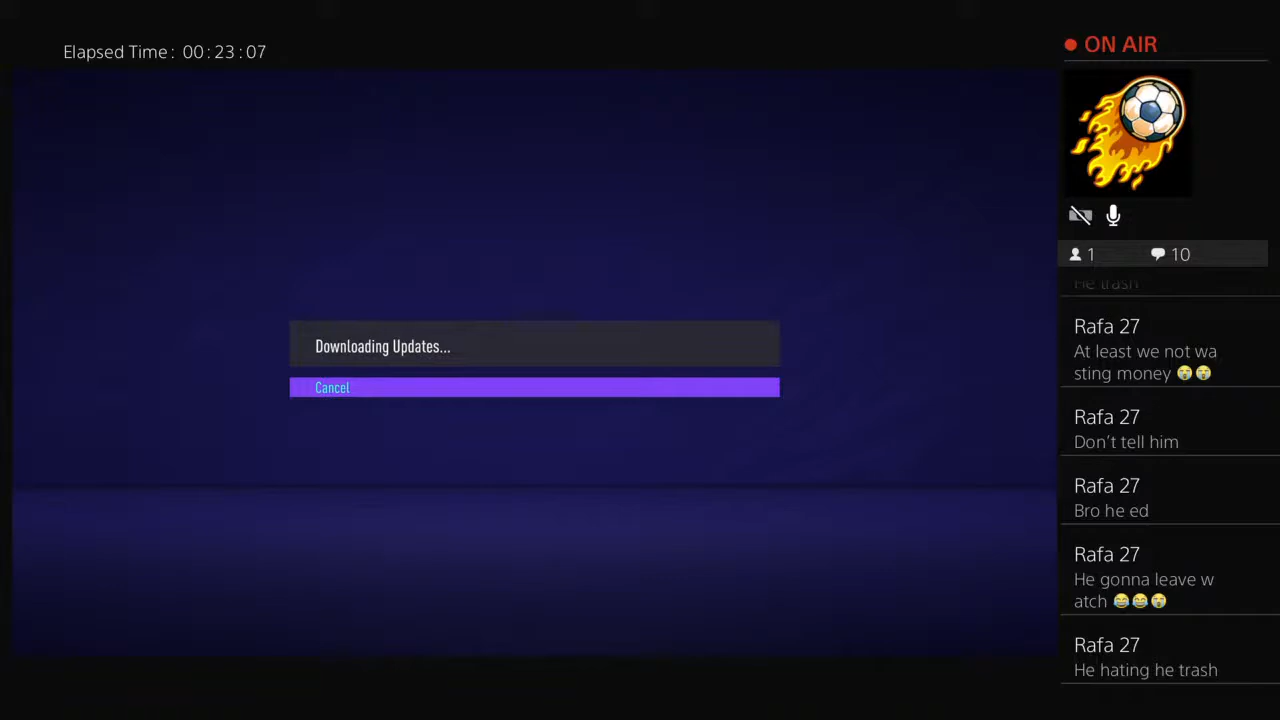 Elapsed Time: 00:23:07
ON AIR
1
10
He trash
Rafa 27
At least we not wa
sting money 😭😭
Rafa 27
Don't tell him
Rafa 27
Bro he ed
Rafa 27
He gonna leave w
atch 😂😂😭
Rafa 27
He hating he trash
Downloading Updates...
Cancel